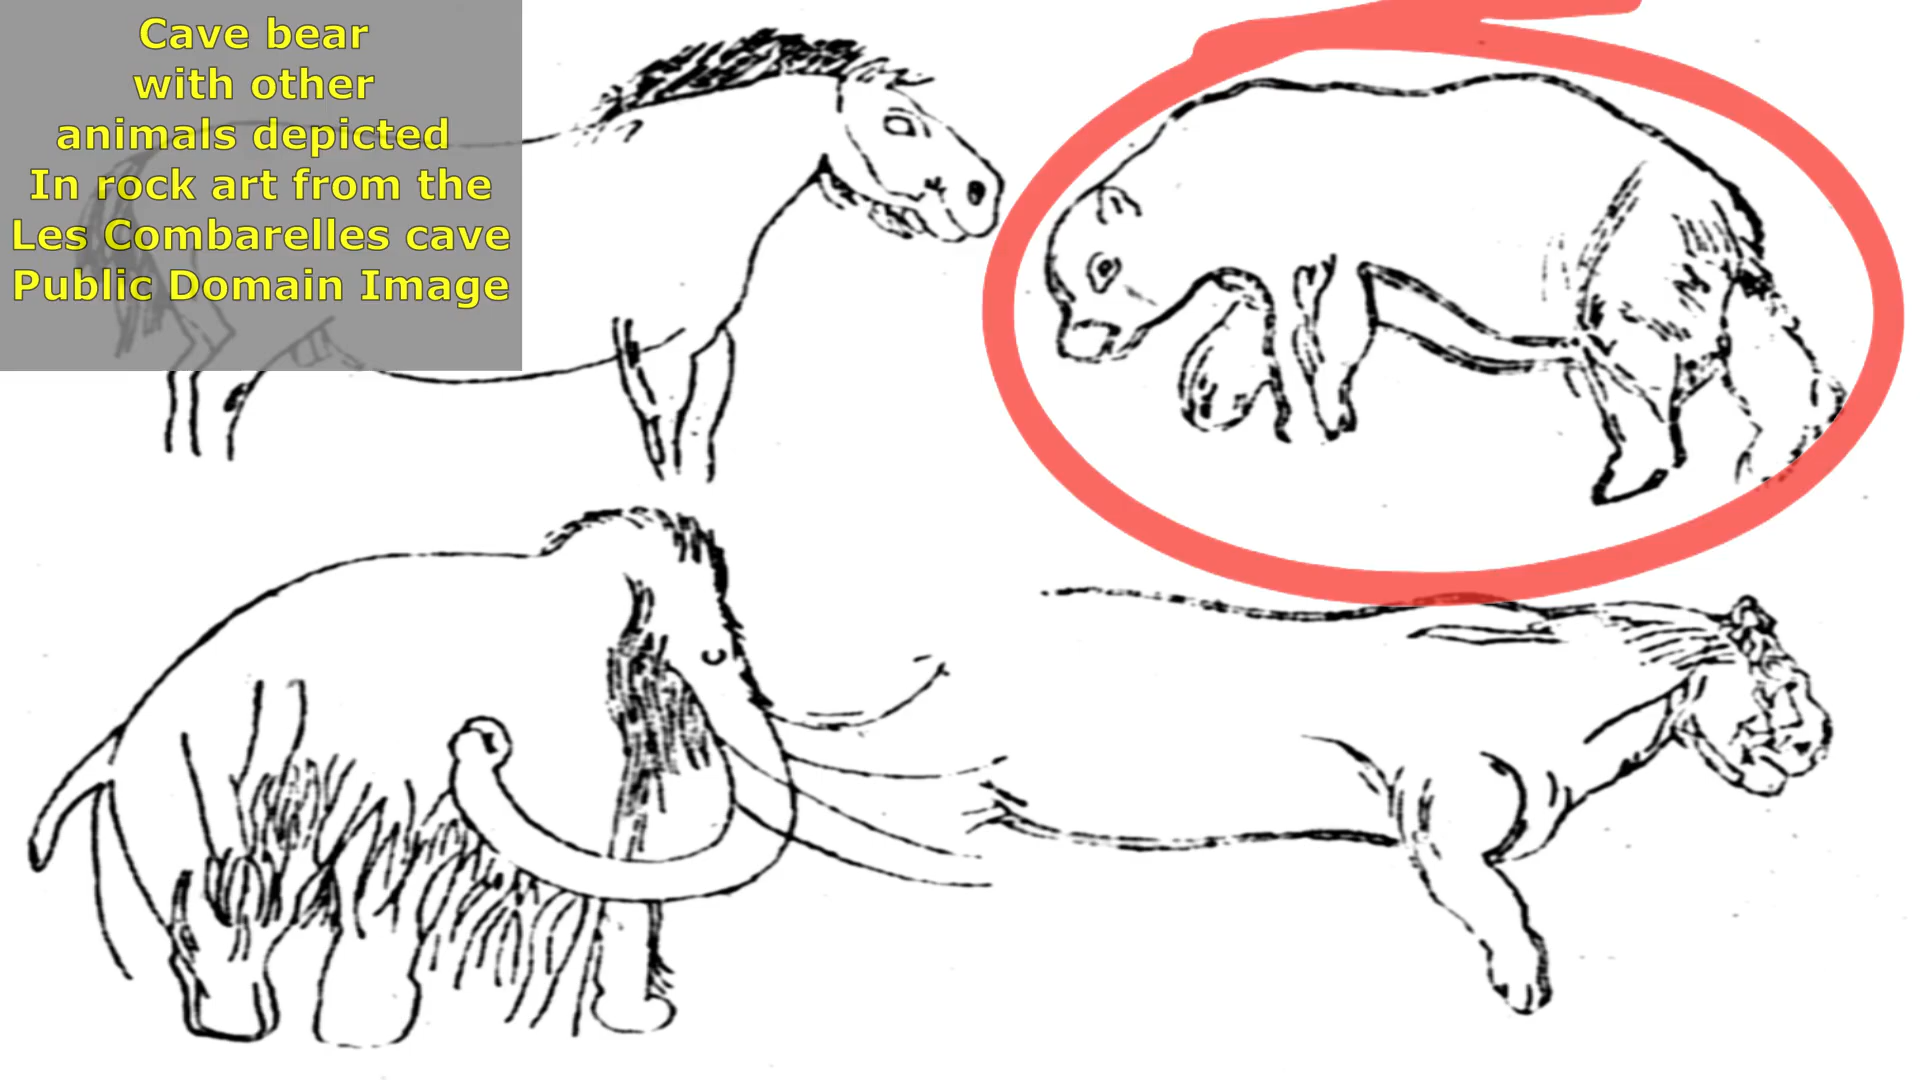 Cave bear
with other
animals depicted
In rock art from the
Les Combarelles cave
Public Domain Image